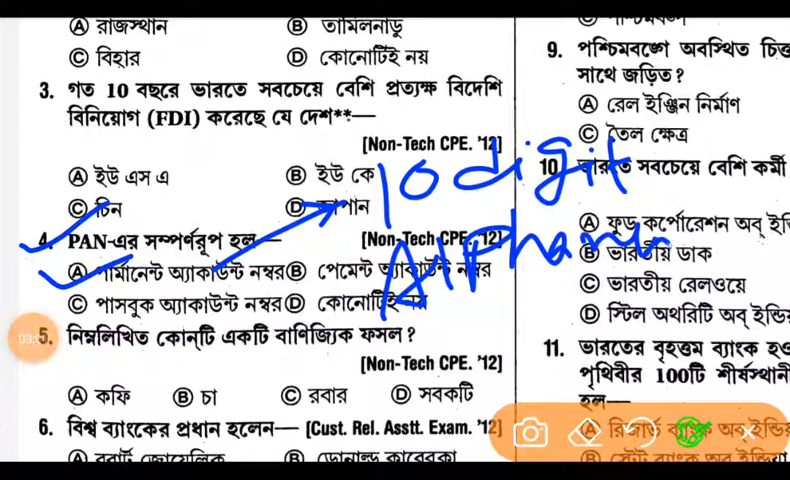 Ⓐ রাজস্থান Ⓑ তামিলনাড়ু
Ⓒ বিহার Ⓓ কোনোটিই নয়
3. গত 10 বছরে ভারতে সবচেয়ে বেশি প্রত্যক্ষ বিদেশি
বিনিয়োগ (FDI) করেছে যে দেশ**—
[Non-Tech CPE. '12]
Ⓐ ইউ এস এ Ⓑ ইউ কে
Ⓒ চিন Ⓓ জাপান
4. PAN-এর সম্পর্ণরূপ হল— [Non-Tech CPE. '12]
Ⓐ পার্মানেন্ট অ্যাকাউন্ট নম্বর Ⓑ পেমেন্ট অ্যাকাউন্ট নম্বর
Ⓒ পাসবুক অ্যাকাউন্ট নম্বর Ⓓ কোনোটিই নয়
5. নিম্নলিখিত কোন্‌টি একটি বাণিজ্যিক ফসল ?
[Non-Tech CPE. '12]
Ⓐ কফি Ⓑ চা Ⓒ রবার Ⓓ সবকটি
6. বিশ্ব ব্যাংকের প্রধান হলেন— [Cust. Rel. Asstt. Exam. '12]
10 digit
Alphanu
9. পশ্চিমবঙ্গে অবস্থিত চিত্ত
সাথে জড়িত ?
Ⓐ রেল ইঞ্জিন নির্মাণ
Ⓒ তৈল ক্ষেত্র
10. ভারতে সবচেয়ে বেশি কর্মী
Ⓐ ফুড কর্পোরেশন অব্ ইন্ডি
Ⓑ ভারতীয় ডাক
Ⓒ ভারতীয় রেলওয়ে
Ⓓ স্টিল অথরিটি অব্ ইন্ডিয়
11. ভারতের বৃহত্তম ব্যাংক হও
পৃথিবীর 100টি শীর্ষস্থানী
হল—
Ⓐ রিজার্ভ ব্যাংক অব্ ইন্ডিয়